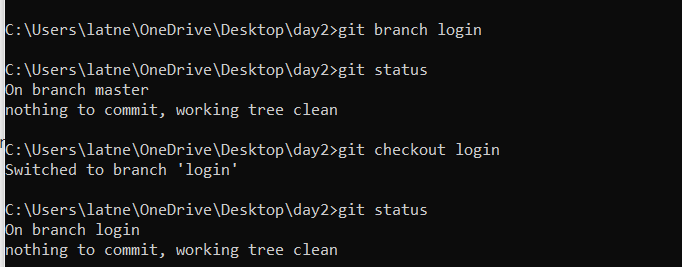 C:\Users\latne\OneDrive\Desktop\day2>git branch login
C:\Users\latne\OneDrive\Desktop\day2>git status
On branch master
nothing to commit, working tree clean
C:\Users\latne\OneDrive\Desktop\day2>git checkout login
Switched to branch 'login'
C:\Users\latne\OneDrive\Desktop\day2>git status
On branch login
nothing to commit, working tree clean